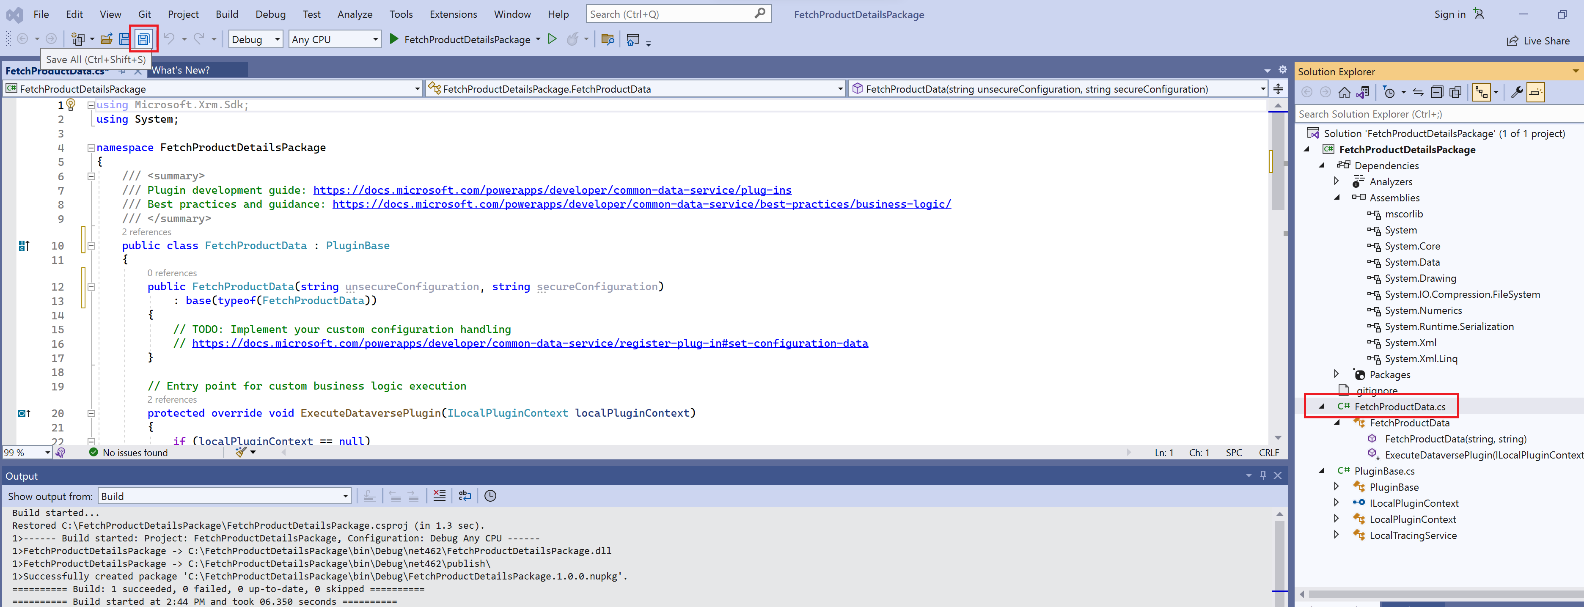 File Edit View Git Project Build Debug Test Analyze Tools Extensions Window Help Search (Ctrl+Q) FetchProductDetailsPackage Sign in
Debug Any CPU FetchProductDetailsPackage Live Share
Save All (Ctrl+Shift+S)
FetchProductData.cs* What's New?
FetchProductDetailsPackage FetchProductDetailsPackage.FetchProductData FetchProductData(string unsecureConfiguration, string secureConfiguration)
1 using Microsoft.Xrm.Sdk;
2 using System;
3
4 namespace FetchProductDetailsPackage
5 {
6 /// <summary>
7 /// Plugin development guide: https://docs.microsoft.com/powerapps/developer/common-data-service/plug-ins
8 /// Best practices and guidance: https://docs.microsoft.com/powerapps/developer/common-data-service/best-practices/business-logic/
9 /// </summary>
2 references
10 public class FetchProductData : PluginBase
11 {
0 references
12 public FetchProductData(string unsecureConfiguration, string secureConfiguration)
13 : base(typeof(FetchProductData))
14 {
15 // TODO: Implement your custom configuration handling
16 // https://docs.microsoft.com/powerapps/developer/common-data-service/register-plug-in#set-configuration-data
17 }
18
19 // Entry point for custom business logic execution
2 references
20 protected override void ExecuteDataversePlugin(ILocalPluginContext localPluginContext)
21 {
22 if (localPluginContext == null)
99 % No issues found Ln: 1 Ch: 1 SPC CRLF
Output
Show output from: Build
Build started...
Restored C:\FetchProductDetailsPackage\FetchProductDetailsPackage.csproj (in 1.3 sec).
1>------ Build started: Project: FetchProductDetailsPackage, Configuration: Debug Any CPU ------
1>FetchProductDetailsPackage -> C:\FetchProductDetailsPackage\bin\Debug\net462\FetchProductDetailsPackage.dll
1>FetchProductDetailsPackage -> C:\FetchProductDetailsPackage\bin\Debug\net462\publish\
1>Successfully created package 'C:\FetchProductDetailsPackage\bin\Debug\FetchProductDetailsPackage.1.0.0.nupkg'.
========== Build: 1 succeeded, 0 failed, 0 up-to-date, 0 skipped ==========
========== Build started at 2:44 PM and took 06.350 seconds ==========
Solution Explorer
Search Solution Explorer (Ctrl+;)
Solution 'FetchProductDetailsPackage' (1 of 1 project)
C# FetchProductDetailsPackage
Dependencies
Analyzers
Assemblies
mscorlib
System
System.Core
System.Data
System.Drawing
System.IO.Compression.FileSystem
System.Numerics
System.Runtime.Serialization
System.Xml
System.Xml.Linq
Packages
.gitignore
C# FetchProductData.cs
FetchProductData
FetchProductData(string, string)
ExecuteDataversePlugin(ILocalPluginContext
C# PluginBase.cs
PluginBase
ILocalPluginContext
LocalPluginContext
LocalTracingService